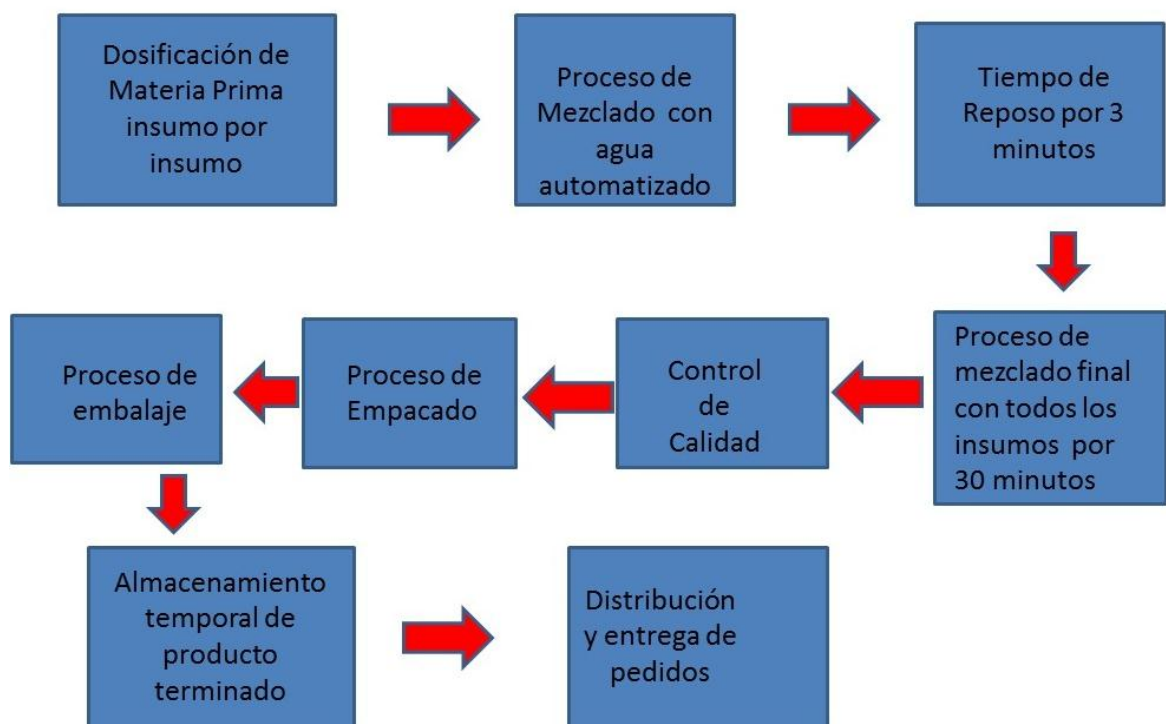 Dosificación de
Materia Prima
insumo por
insumo
Proceso de
Mezclado con
agua
automatizado
Tiempo de
Reposo por 3
minutos
Proceso de
mezclado final
con todos los
insumos por
30 minutos
Control
de
Calidad
Proceso de
Empacado
Proceso de
embalaje
Almacenamiento
temporal de
producto
terminado
Distribución
y entrega de
pedidos